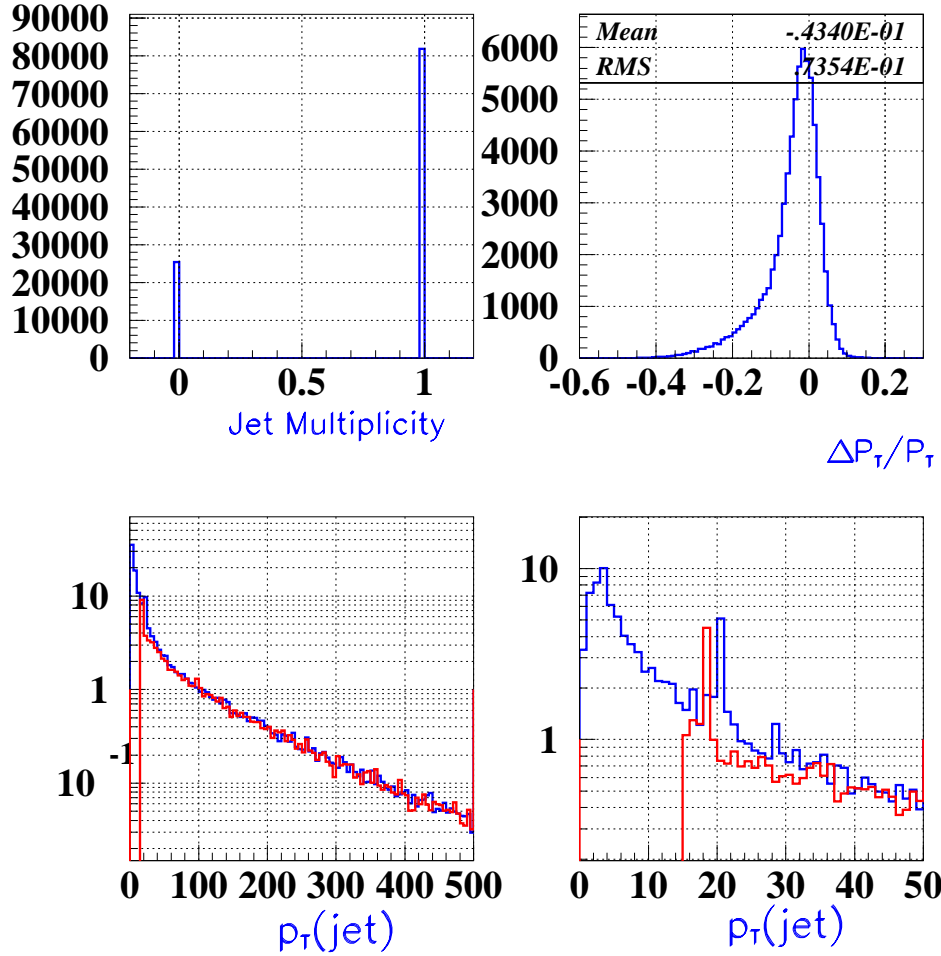 90000
80000
70000
60000
50000
40000
30000
20000
10000
0
0 0.5 1
Jet Multiplicity
Mean -.4340E-01
RMS .7354E-01
6000
5000
4000
3000
2000
1000
0
-0.6 -0.4 -0.2 0 0.2
ΔP_T/P_T
10
1
10 -1
0 100 200 300 400 500
p_T(jet)
10
1
0 10 20 30 40 50
p_T(jet)